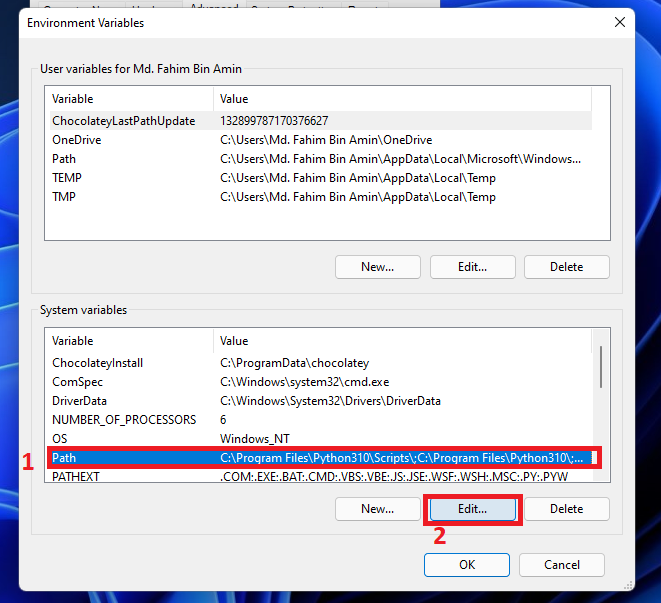 Environment Variables
User variables for Md. Fahim Bin Amin
Variable Value
ChocolateyLastPathUpdate 132899787170376627
OneDrive C:\Users\Md. Fahim Bin Amin\OneDrive
Path C:\Users\Md. Fahim Bin Amin\AppData\Local\Microsoft\Windows...
TEMP C:\Users\Md. Fahim Bin Amin\AppData\Local\Temp
TMP C:\Users\Md. Fahim Bin Amin\AppData\Local\Temp
New... Edit... Delete
System variables
Variable Value
ChocolateyInstall C:\ProgramData\chocolatey
ComSpec C:\Windows\system32\cmd.exe
DriverData C:\Windows\System32\Drivers\DriverData
NUMBER_OF_PROCESSORS 6
OS Windows_NT
1 Path C:\Program Files\Python310\Scripts\;C:\Program Files\Python310\;...
PATHEXT .COM;.EXE;.BAT;.CMD;.VBS;.VBE;.JS;.JSE;.WSF;.WSH;.MSC;.PY;.PYW
New... Edit... Delete
2
OK Cancel